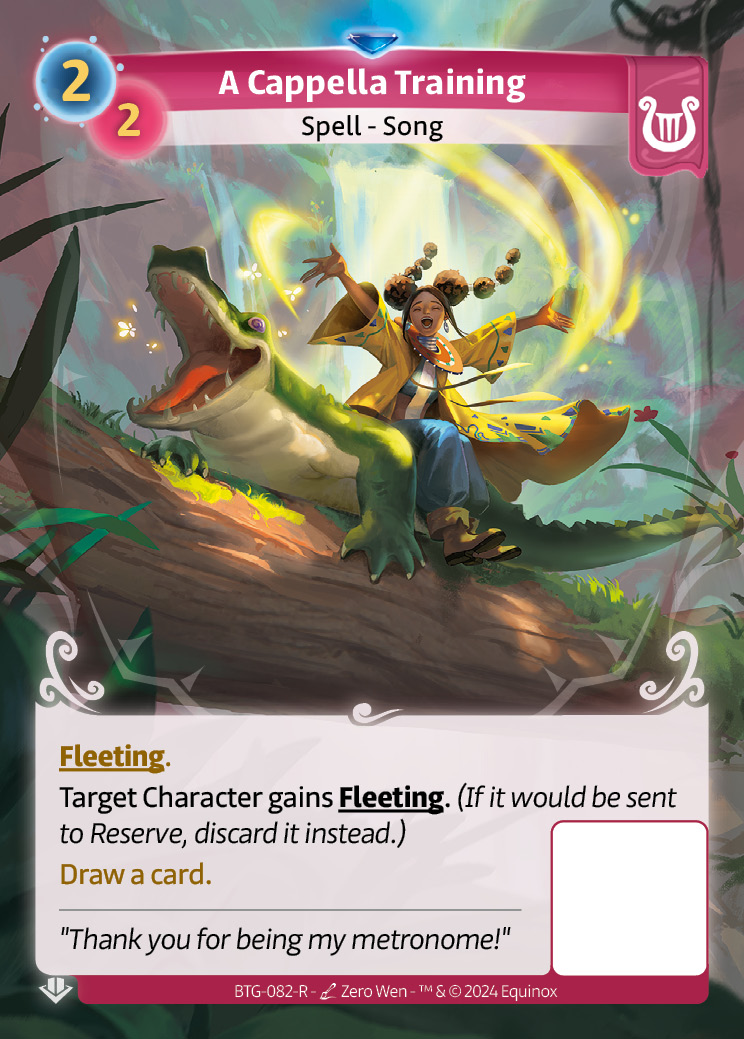 2
A Cappella Training
2
Spell - Song
Fleeting.
Target Character gains Fleeting. (If it would be sent
to Reserve, discard it instead.)
Draw a card.
"Thank you for being my metronome!"
BTG-082-R - Zero Wen - ™ & © 2024 Equinox